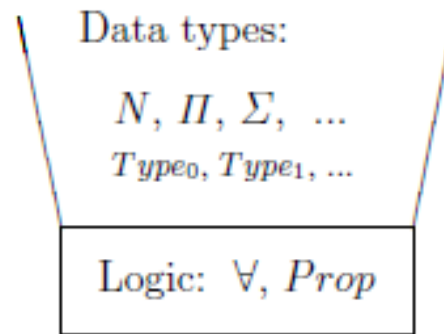 Data types:
N, Π, Σ, ...
Type₀, Type₁, ...
Logic: ∀, Prop